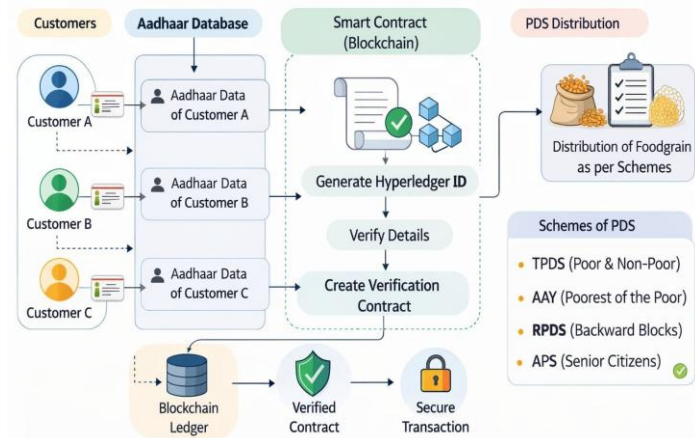 Customers
Aadhaar Database
Smart Contract
(Blockchain)
PDS Distribution
Customer A
Aadhaar Data
of Customer A
Customer B
Aadhaar Data
of Customer B
Customer C
Aadhaar Data
of Customer C
Generate Hyperledger ID
Verify Details
Create Verification
Contract
Distribution of Foodgrain
as per Schemes
Schemes of PDS
• TPDS (Poor & Non-Poor)
• AAY (Poorest of the Poor)
• RPDS (Backward Blocks)
• APS (Senior Citizens)
Blockchain
Ledger
Verified
Contract
Secure
Transaction